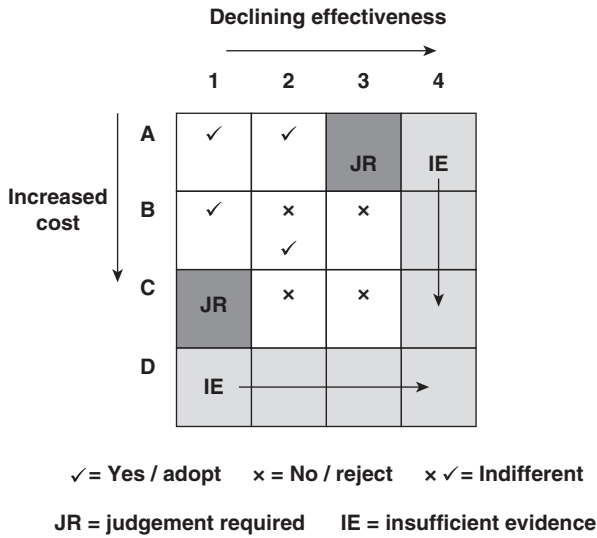 Declining effectiveness
1 2 3 4
A ✓ ✓ JR IE
Increased
cost
B ✓ × ×
✓
C JR × ×
D IE
✓ = Yes / adopt × = No / reject × ✓ = Indifferent
JR = judgement required IE = insufficient evidence